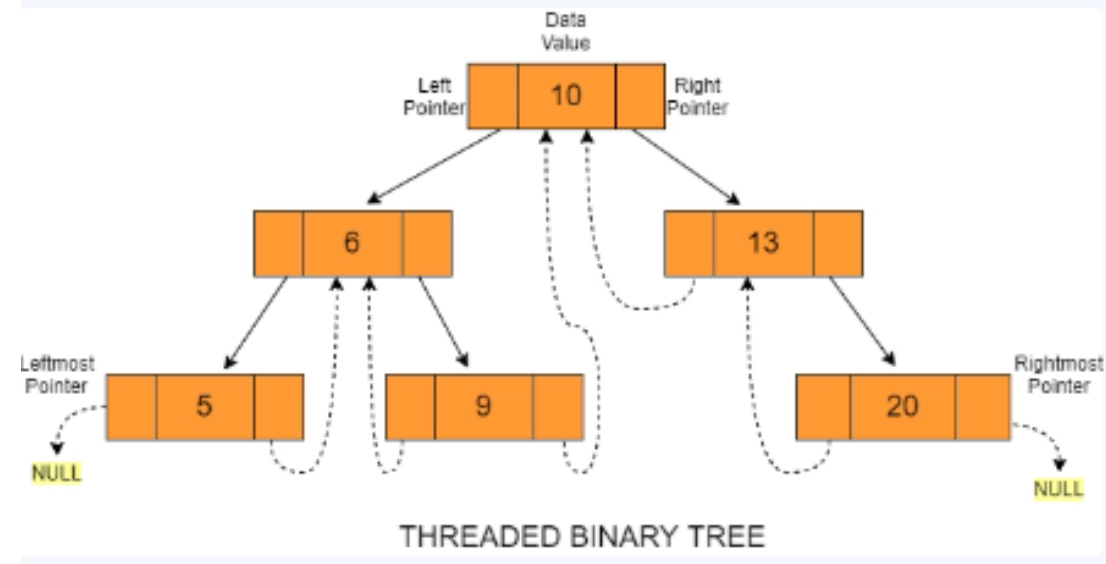 Data
Value
Left
Pointer
10
Right
Pointer
6
13
Leftmost
Pointer
5
9
20
Rightmost
Pointer
NULL
NULL
THREADED BINARY TREE